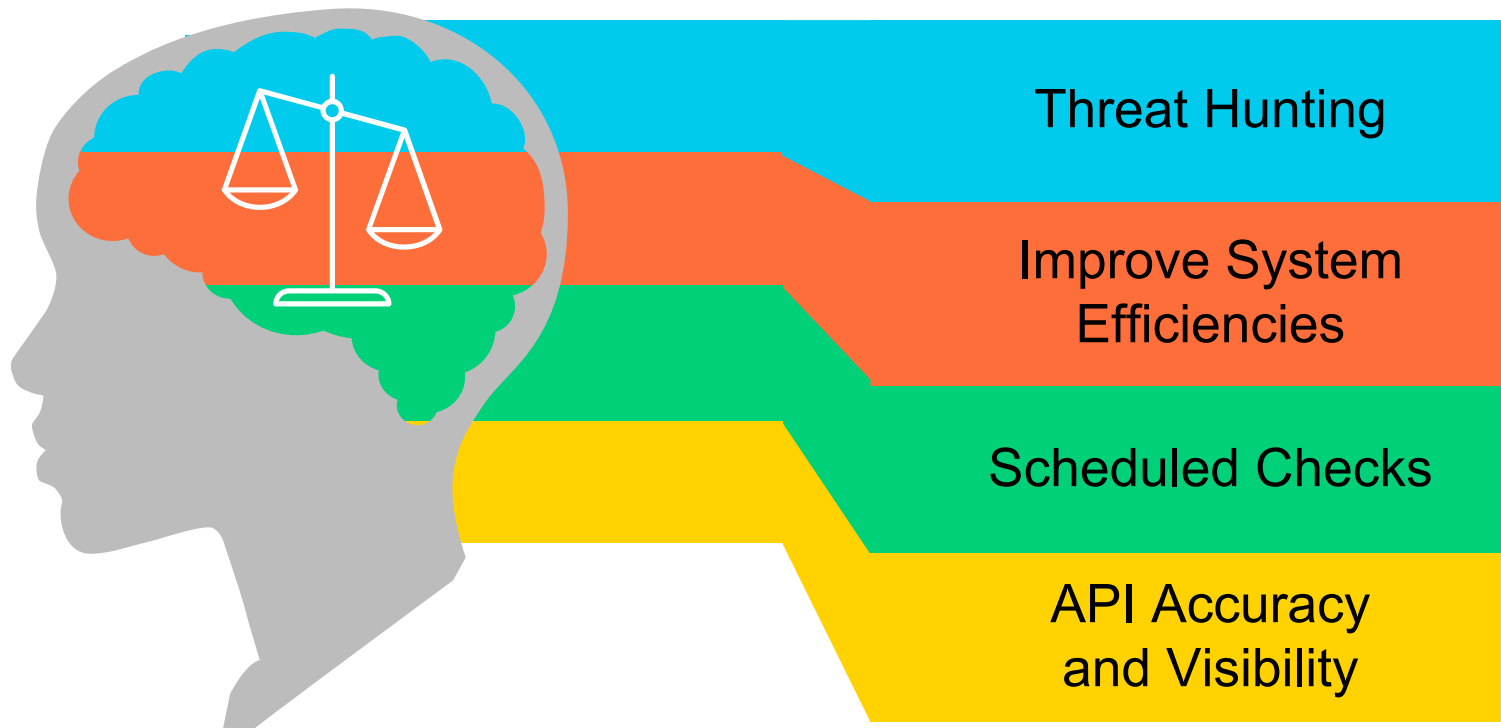 Threat Hunting
Improve System
Efficiencies
Scheduled Checks
API Accuracy
and Visibility